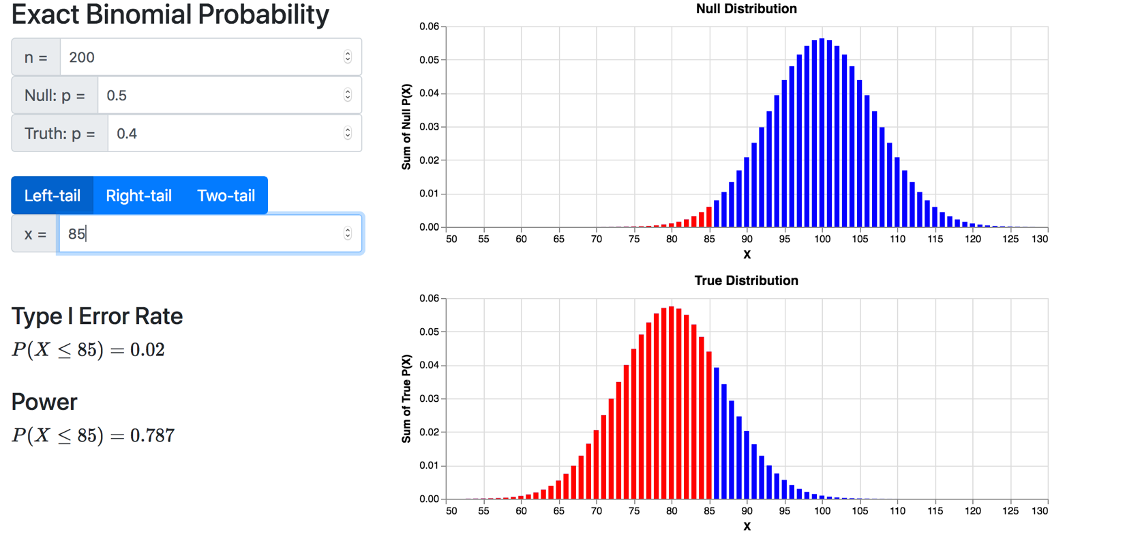 Exact Binomial Probability
n = 200
Null: p = 0.5
Truth: p = 0.4
Left-tail Right-tail Two-tail
x = 85
Type I Error Rate
P(X ≤ 85) = 0.02
Power
P(X ≤ 85) = 0.787
Null Distribution
Sum of Null P(X)
0.06
0.05
0.04
0.03
0.02
0.01
0.00
50 55 60 65 70 75 80 85 90 95 100 105 110 115 120 125 130
X
True Distribution
Sum of True P(X)
0.06
0.05
0.04
0.03
0.02
0.01
0.00
50 55 60 65 70 75 80 85 90 95 100 105 110 115 120 125 130
X